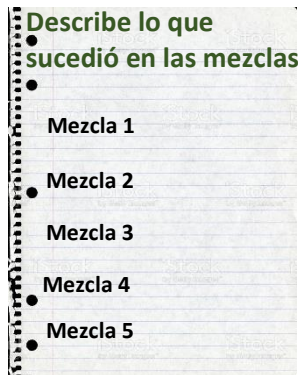 Describe lo que
sucedió en las mezclas
Mezcla 1
Mezcla 2
Mezcla 3
Mezcla 4
Mezcla 5